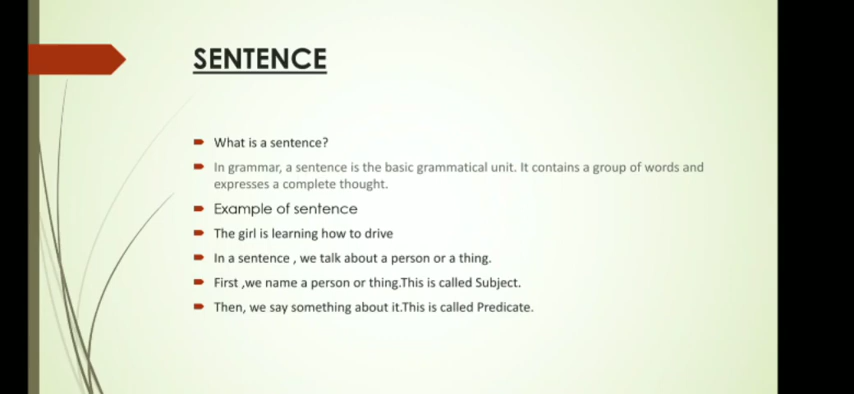 SENTENCE
What is a sentence?
In grammar, a sentence is the basic grammatical unit. It contains a group of words and
expresses a complete thought.
Example of sentence
The girl is learning how to drive
In a sentence , we talk about a person or a thing.
First ,we name a person or thing.This is called Subject.
Then, we say something about it.This is called Predicate.